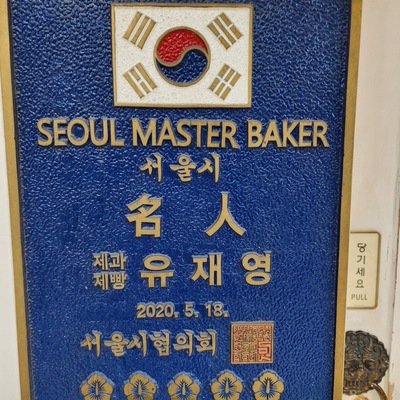 SEOUL MASTER BAKER
서울시
名人
제과
제빵 유재영
2020. 5. 18.
서울시협의회
당기세요
PULL